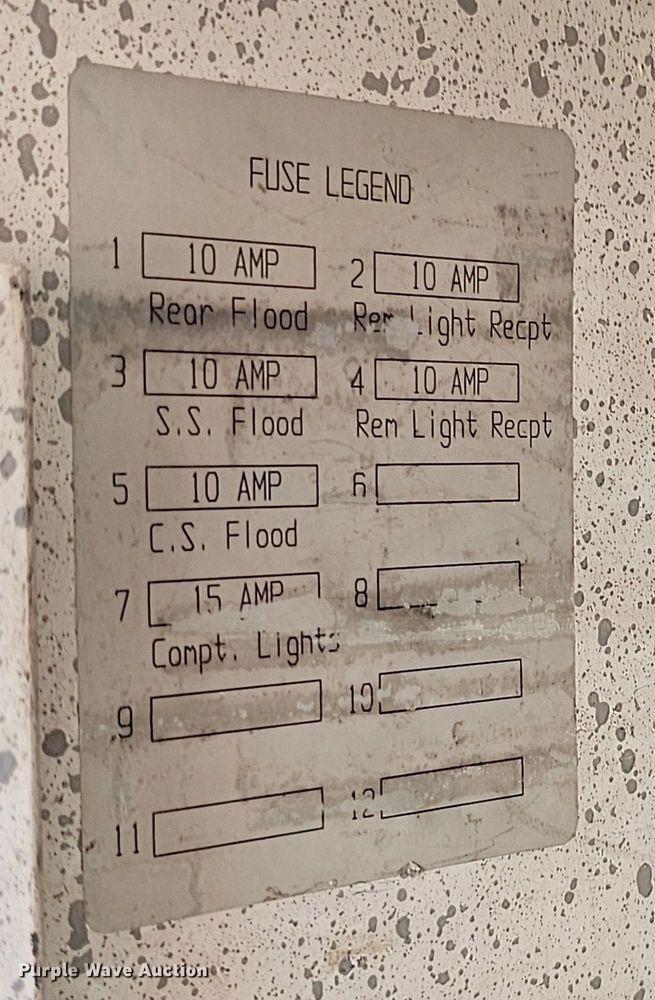 FUSE LEGEND
1 10 AMP 2 10 AMP
Rear Flood Rem Light Recpt
3 10 AMP 4 10 AMP
S.S. Flood Rem Light Recpt
5 10 AMP 6
C.S. Flood
7 15 AMP 8
Compt. Lights
9 10
11 12
Purple Wave Auction